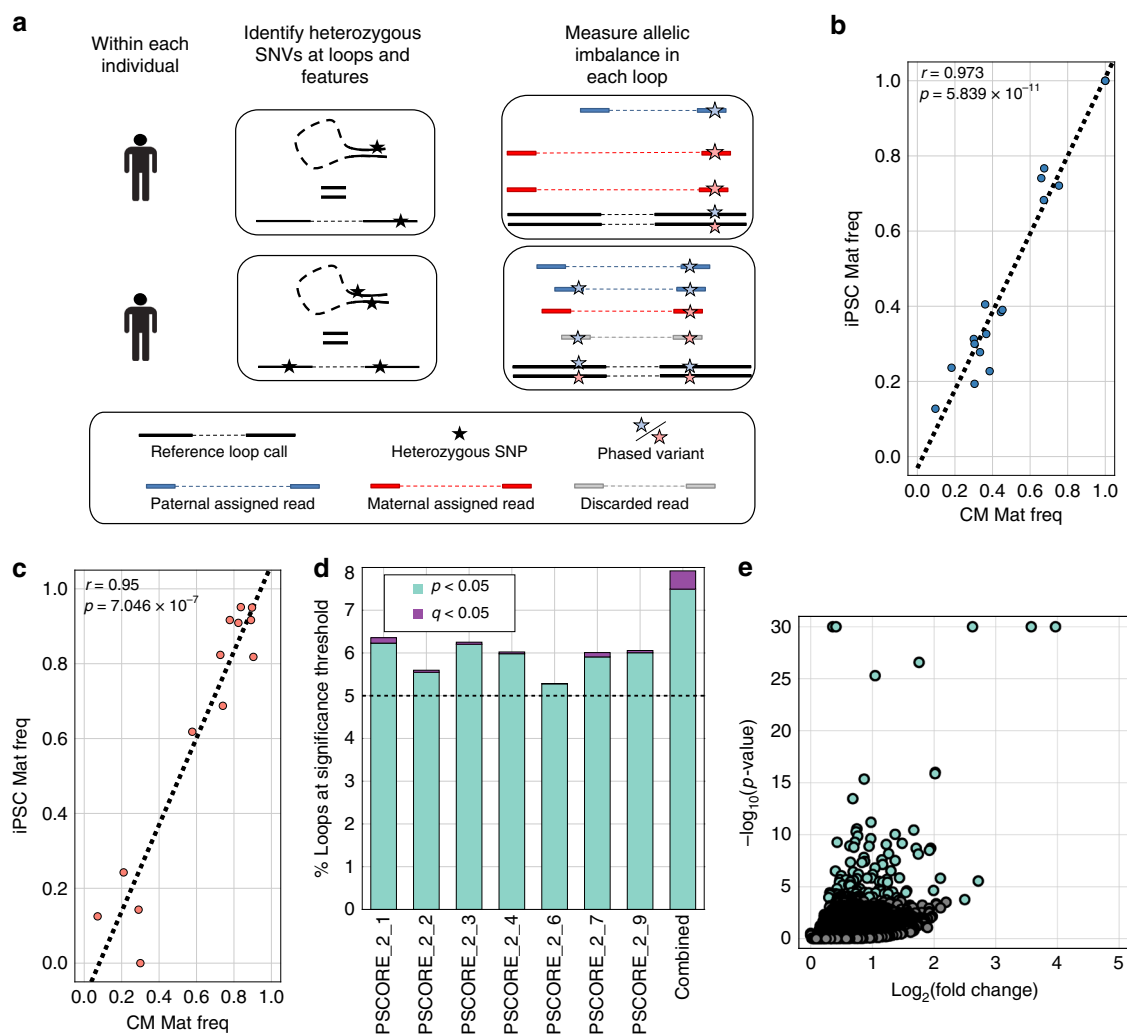 a
Within each
individual
Identify heterozygous
SNVs at loops and
features
Measure allelic
imbalance in
each loop
=
=
Reference loop call
Heterozygous SNP
Phased variant
Paternal assigned read
Maternal assigned read
Discarded read
b
r = 0.973
p = 5.839 × 10⁻¹¹
iPSC Mat freq
1.0
0.8
0.6
0.4
0.2
0.0
0.0 0.2 0.4 0.6 0.8 1.0
CM Mat freq
c
r = 0.95
p = 7.046 × 10⁻⁷
iPSC Mat freq
1.0
0.8
0.6
0.4
0.2
0.0
0.0 0.2 0.4 0.6 0.8 1.0
CM Mat freq
d
p < 0.05
q < 0.05
% Loops at significance threshold
8
7
6
5
4
3
2
1
0
PSCORE_2_1
PSCORE_2_2
PSCORE_2_3
PSCORE_2_4
PSCORE_2_6
PSCORE_2_7
PSCORE_2_9
Combined
e
–log₁₀(p-value)
30
25
20
15
10
5
0
0 1 2 3 4 5
Log₂(fold change)